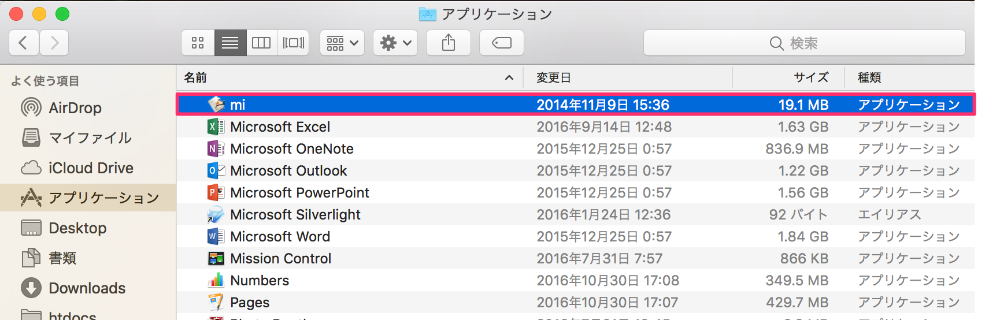 アプリケーション
検索
よく使う項目
AirDrop
マイファイル
iCloud Drive
アプリケーション
Desktop
書類
Downloads
htdocs
名前 変更日 サイズ 種類
mi 2014年11月9日 15:36 19.1 MB アプリケーション
Microsoft Excel 2016年9月14日 12:48 1.63 GB アプリケーション
Microsoft OneNote 2015年12月25日 0:57 836.9 MB アプリケーション
Microsoft Outlook 2015年12月25日 0:57 1.22 GB アプリケーション
Microsoft PowerPoint 2015年12月25日 0:57 1.56 GB アプリケーション
Microsoft Silverlight 2016年1月24日 12:36 92 バイト エイリアス
Microsoft Word 2015年12月25日 0:57 1.84 GB アプリケーション
Mission Control 2016年7月31日 7:57 866 KB アプリケーション
Numbers 2016年10月30日 17:08 349.5 MB アプリケーション
Pages 2016年10月30日 17:07 429.7 MB アプリケーション